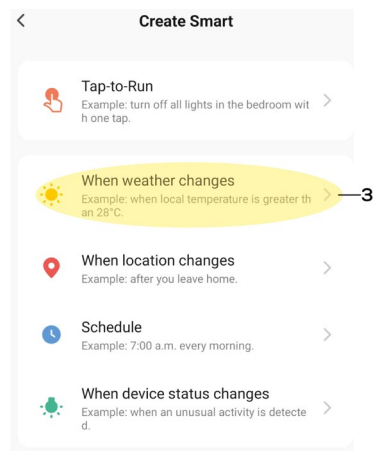 Create Smart
Tap-to-Run
Example: turn off all lights in the bedroom wit
h one tap.
When weather changes
Example: when local temperature is greater th
an 28°C.
3
When location changes
Example: after you leave home.
Schedule
Example: 7:00 a.m. every morning.
When device status changes
Example: when an unusual activity is detecte
d.